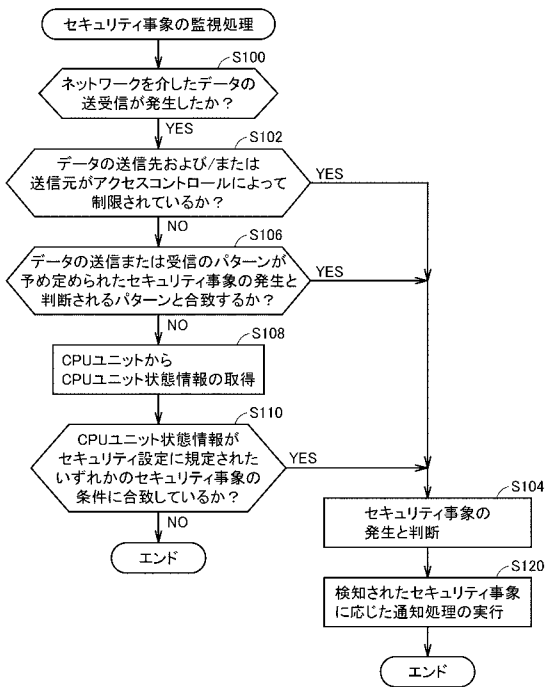 セキュリティ事象の監視処理
S100
ネットワークを介したデータの
送受信が発生したか？
YES
S102
データの送信先および/または
送信元がアクセスコントロールによって
制限されているか？
YES
NO
S106
データの送信または受信のパターンが
予め定められたセキュリティ事象の発生と
判断されるパターンと合致するか？
YES
NO
S108
CPUユニットから
CPUユニット状態情報の取得
S110
CPUユニット状態情報が
セキュリティ設定に規定された
いずれかのセキュリティ事象の
条件に合致しているか？
YES
NO
エンド
S104
セキュリティ事象の
発生と判断
S120
検知されたセキュリティ事象
に応じた通知処理の実行
エンド